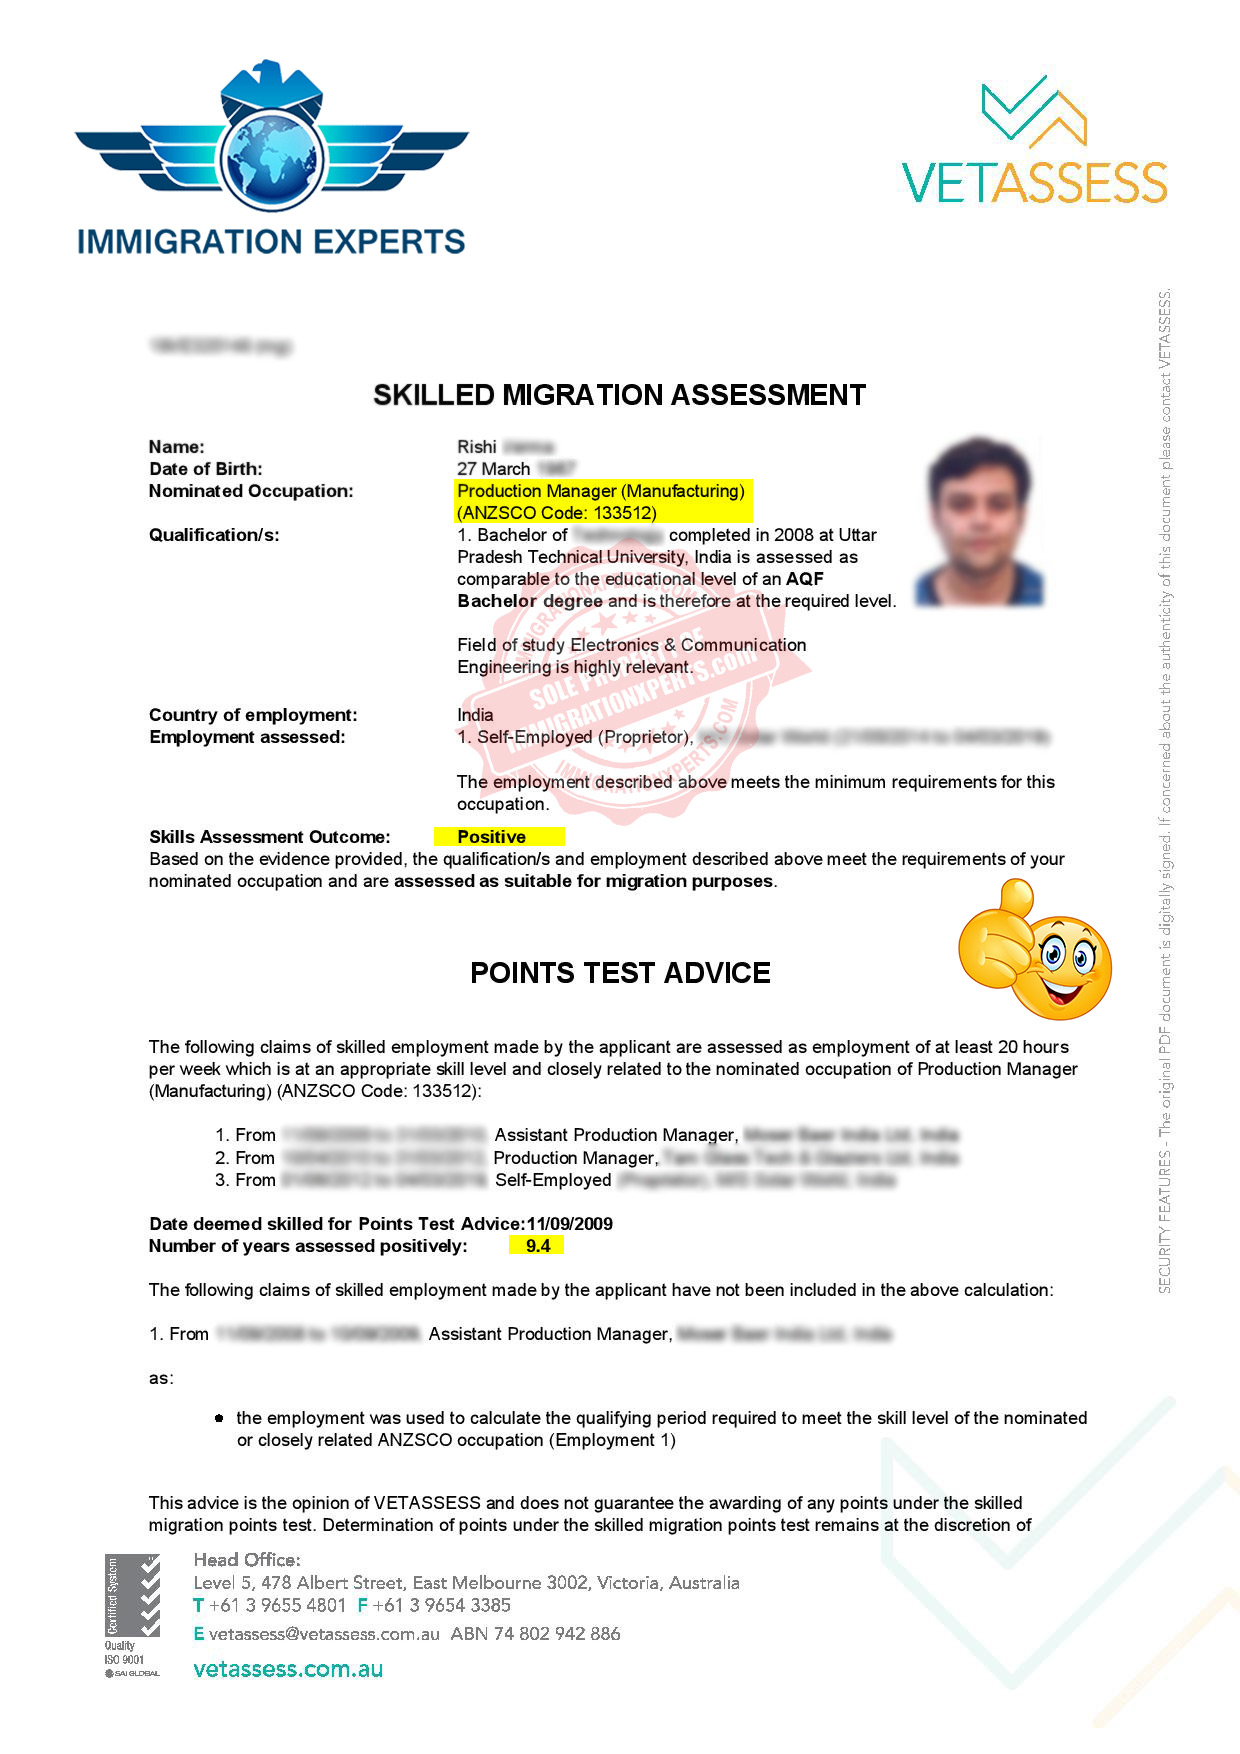 IMMIGRATION EXPERTS
VETASSESS
SKILLED MIGRATION ASSESSMENT
Name: Rishi
Date of Birth: 27 March
Nominated Occupation: Production Manager (Manufacturing)
(ANZSCO Code: 133512)
Qualification/s: 1. Bachelor of completed in 2008 at Uttar
Pradesh Technical University, India is assessed as
comparable to the educational level of an AQF
Bachelor degree and is therefore at the required level.
Field of study Electronics & Communication
Engineering is highly relevant.
IMMIGRATIONXPERTS.COM
SOLE PROPERTY OF
IMMIGRATIONXPERTS.com
IMMIGRATIONXPERTS.COM
Country of employment: India
Employment assessed: 1. Self-Employed (Proprietor),
The employment described above meets the minimum requirements for this
occupation.
Skills Assessment Outcome: Positive
Based on the evidence provided, the qualification/s and employment described above meet the requirements of your
nominated occupation and are assessed as suitable for migration purposes.
POINTS TEST ADVICE
The following claims of skilled employment made by the applicant are assessed as employment of at least 20 hours
per week which is at an appropriate skill level and closely related to the nominated occupation of Production Manager
(Manufacturing) (ANZSCO Code: 133512):
1. From Assistant Production Manager,
2. From Production Manager,
3. From Self-Employed
Date deemed skilled for Points Test Advice:11/09/2009
Number of years assessed positively: 9.4
The following claims of skilled employment made by the applicant have not been included in the above calculation:
1. From Assistant Production Manager,
as:
● the employment was used to calculate the qualifying period required to meet the skill level of the nominated
or closely related ANZSCO occupation (Employment 1)
This advice is the opinion of VETASSESS and does not guarantee the awarding of any points under the skilled
migration points test. Determination of points under the skilled migration points test remains at the discretion of
SECURITY FEATURES - The original PDF document is digitally signed. If concerned about the authenticity of this document please contact VETASSESS.
Certified System
Quality
ISO 9001
SAI GLOBAL
Head Office:
Level 5, 478 Albert Street, East Melbourne 3002, Victoria, Australia
T +61 3 9655 4801 F +61 3 9654 3385
E vetassess@vetassess.com.au ABN 74 802 942 886
vetassess.com.au